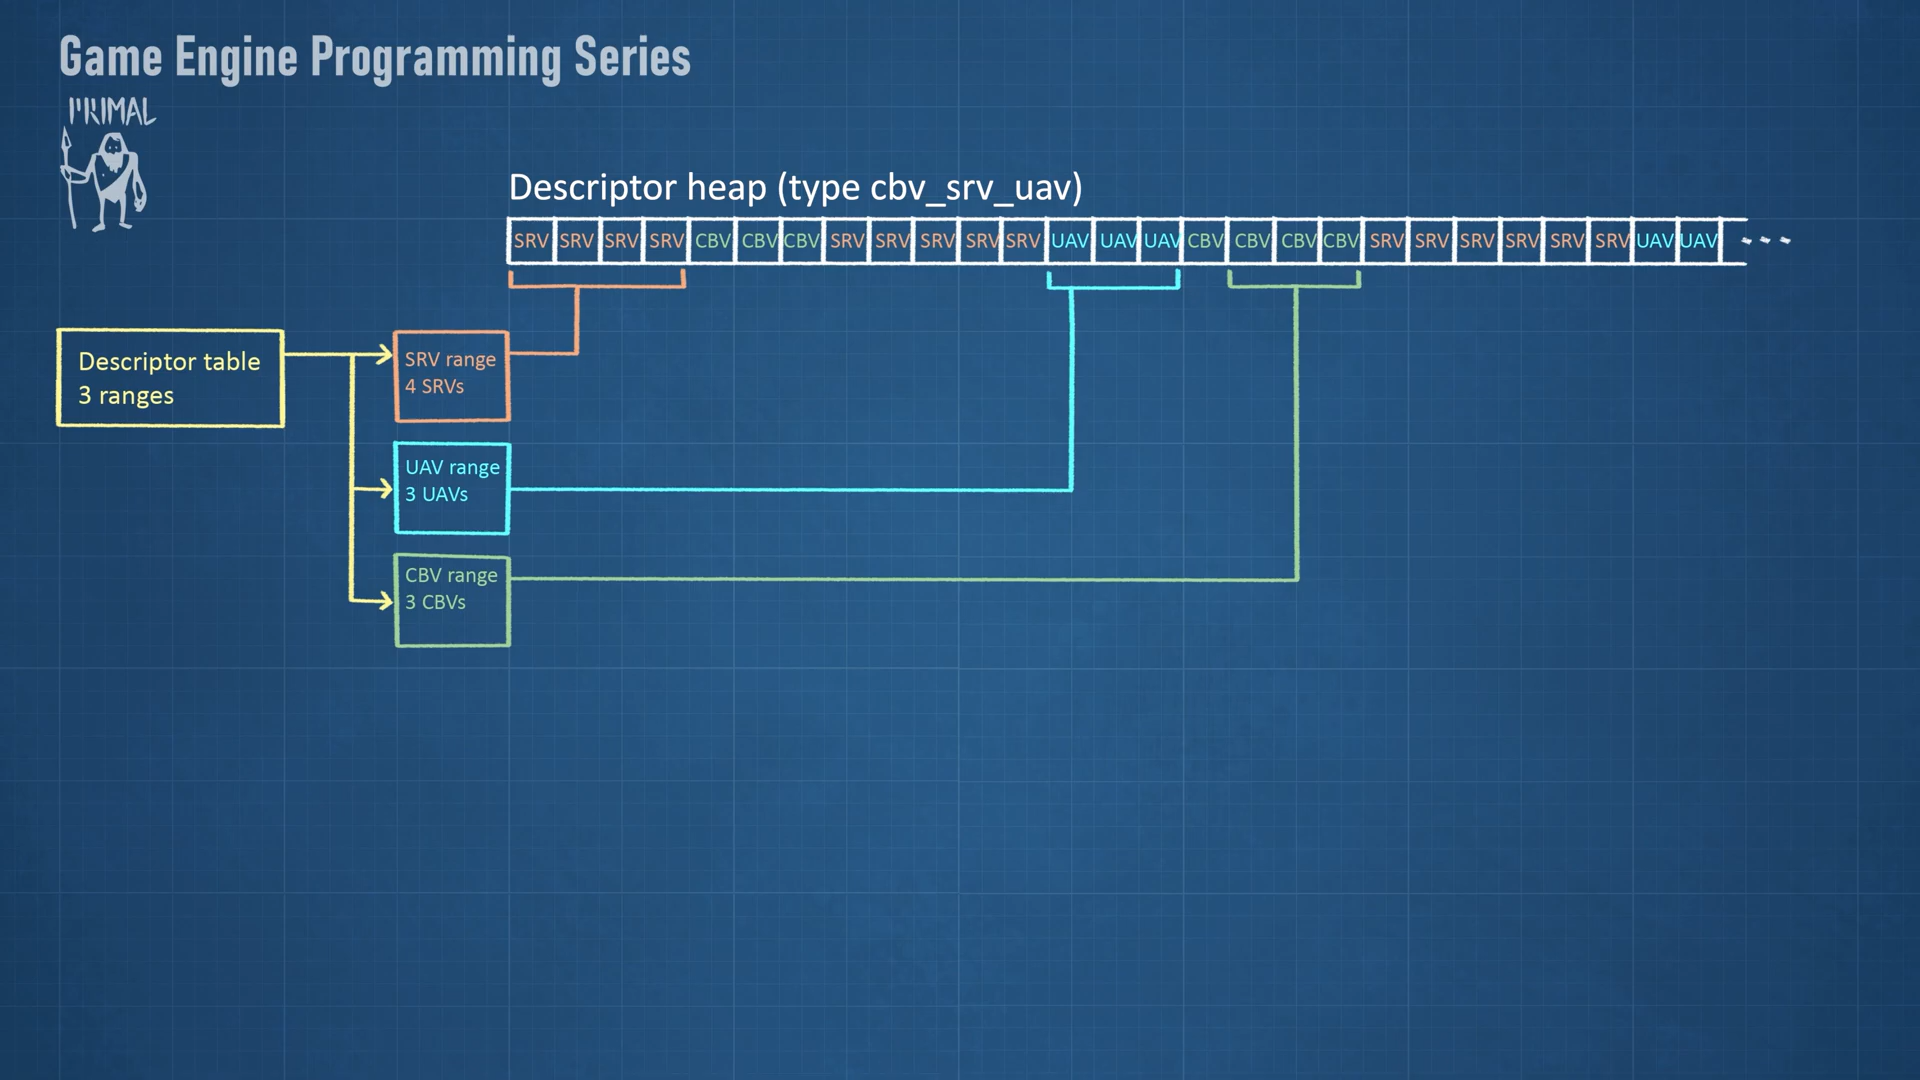 Game Engine Programming Series
PRIMAL
Descriptor heap (type cbv_srv_uav)
SRV SRV SRV SRV CBV CBV CBV SRV SRV SRV SRV SRV UAV UAV UAV CBV CBV CBV CBV SRV SRV SRV SRV SRV SRV UAV UAV
Descriptor table
3 ranges
SRV range
4 SRVs
UAV range
3 UAVs
CBV range
3 CBVs